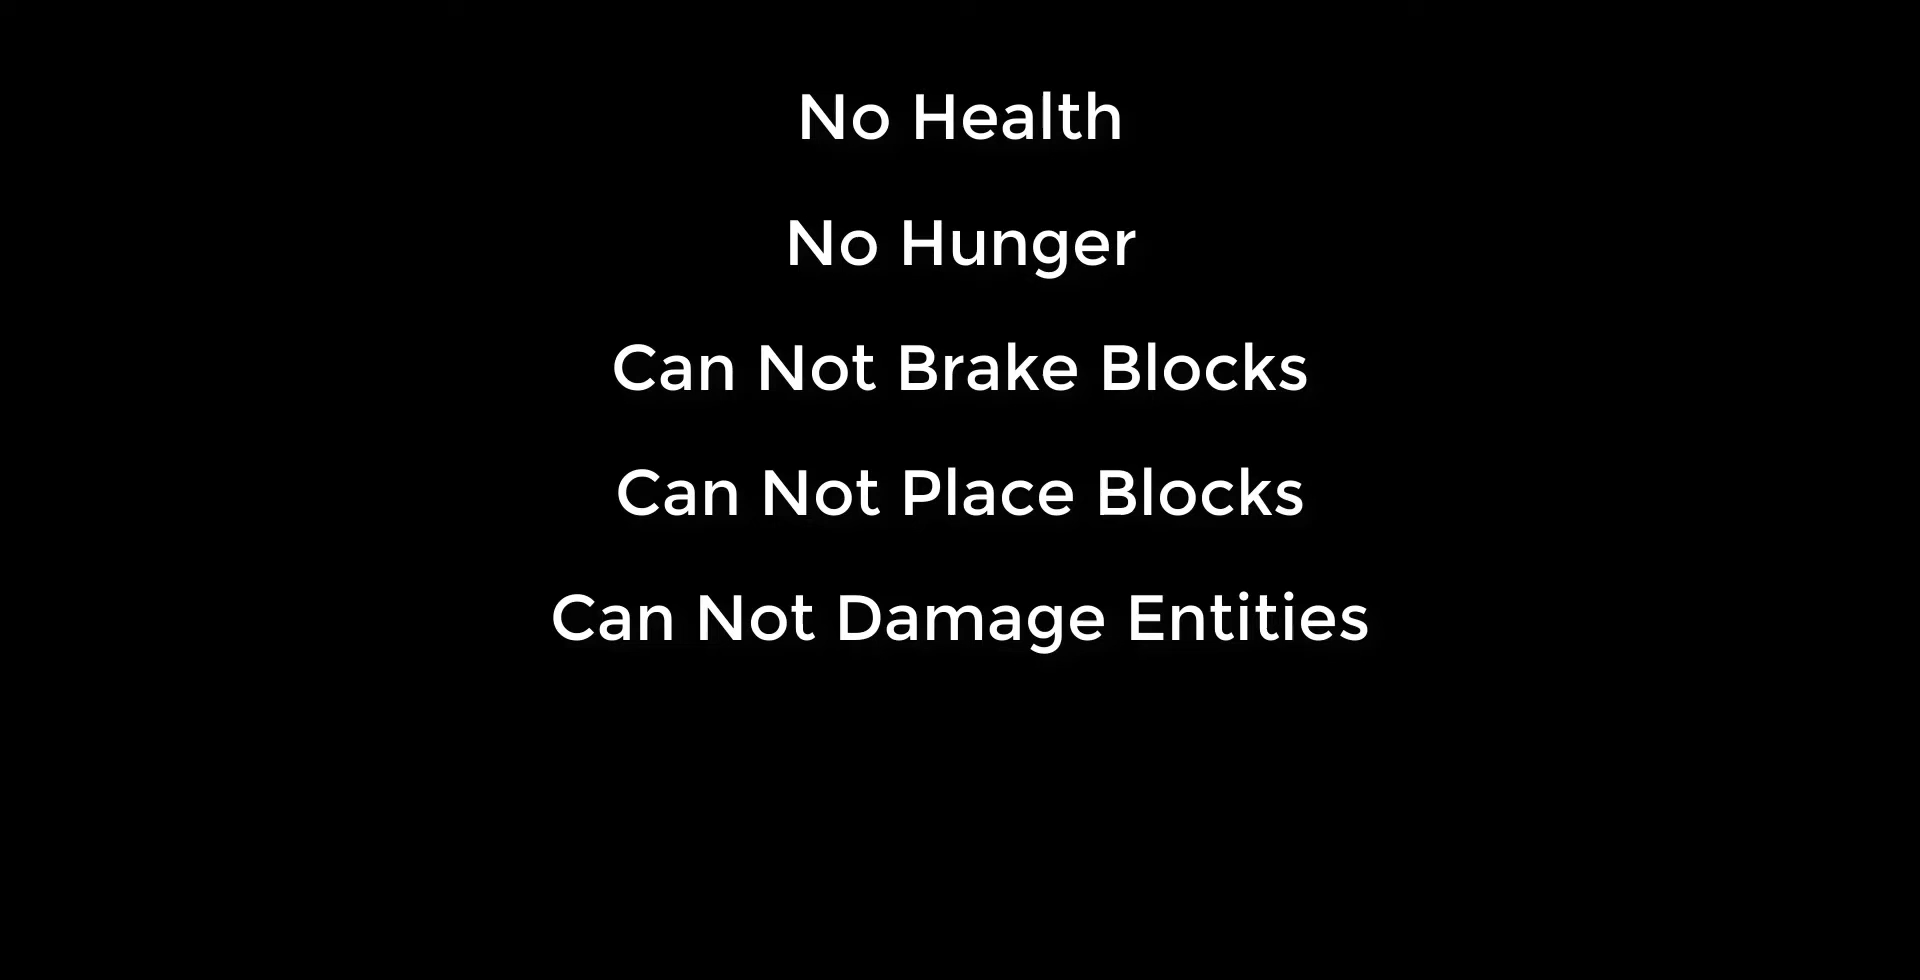 No Health
No Hunger
Can Not Brake Blocks
Can Not Place Blocks
Can Not Damage Entities